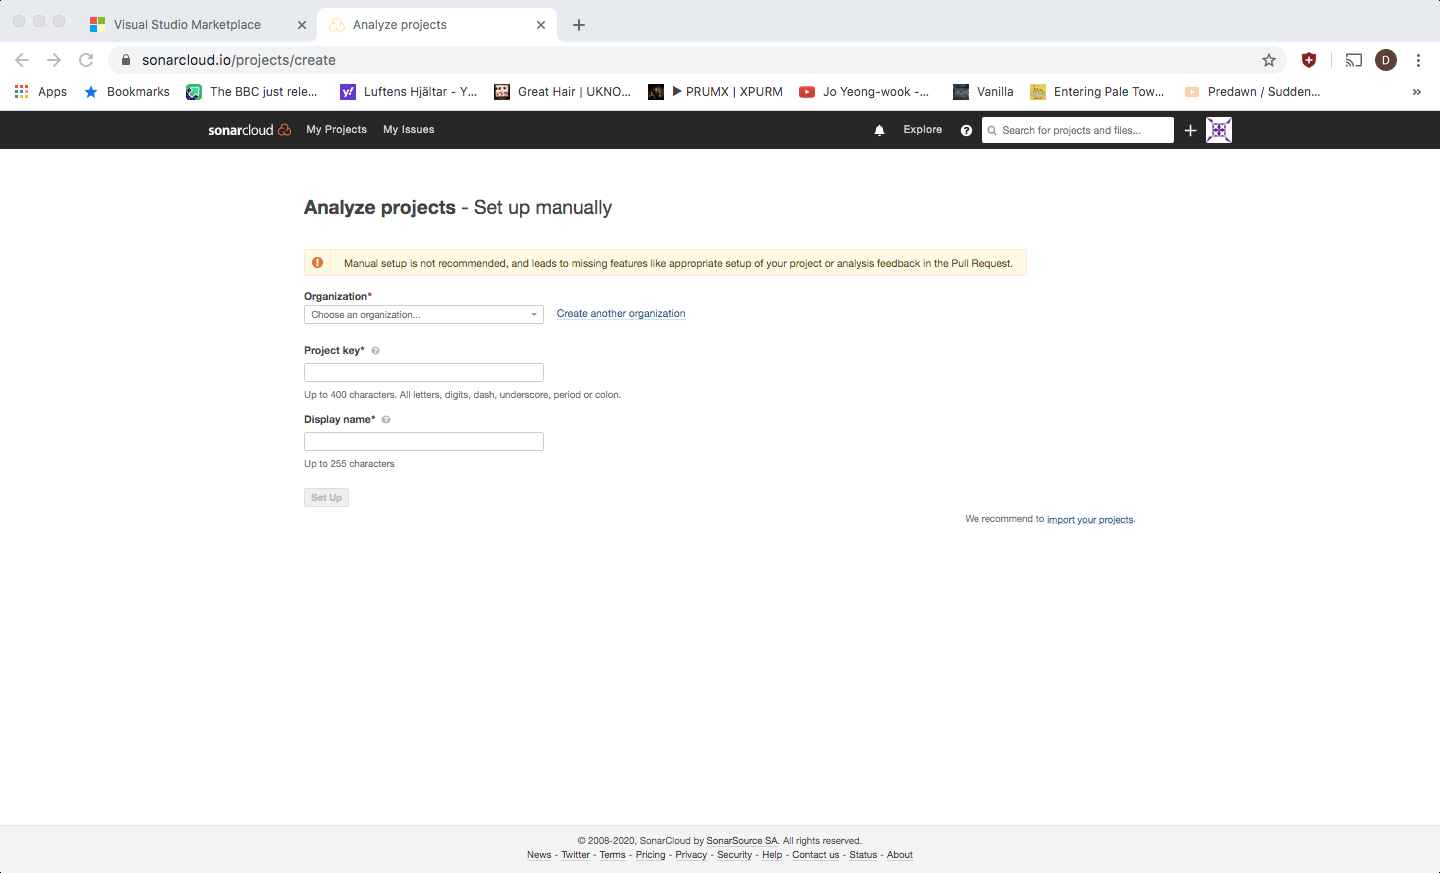 Visual Studio Marketplace
Analyze projects
sonarcloud.io/projects/create
D
Apps
Bookmarks
The BBC just rele...
Luftens Hjältar - Y...
Great Hair | UKNO...
▶ PRUMX | XPURM
Jo Yeong-wook -...
Vanilla
Entering Pale Tow...
Predawn / Sudden...
»
sonarcloud
My Projects
My Issues
Explore
Search for projects and files...
Analyze projects - Set up manually
Manual setup is not recommended, and leads to missing features like appropriate setup of your project or analysis feedback in the Pull Request.
Organization*
Choose an organization...
Create another organization
Project key*
Up to 400 characters. All letters, digits, dash, underscore, period or colon.
Display name*
Up to 255 characters
Set Up
We recommend to import your projects.
© 2008-2020, SonarCloud by SonarSource SA. All rights reserved.
News - Twitter - Terms - Pricing - Privacy - Security - Help - Contact us - Status - About